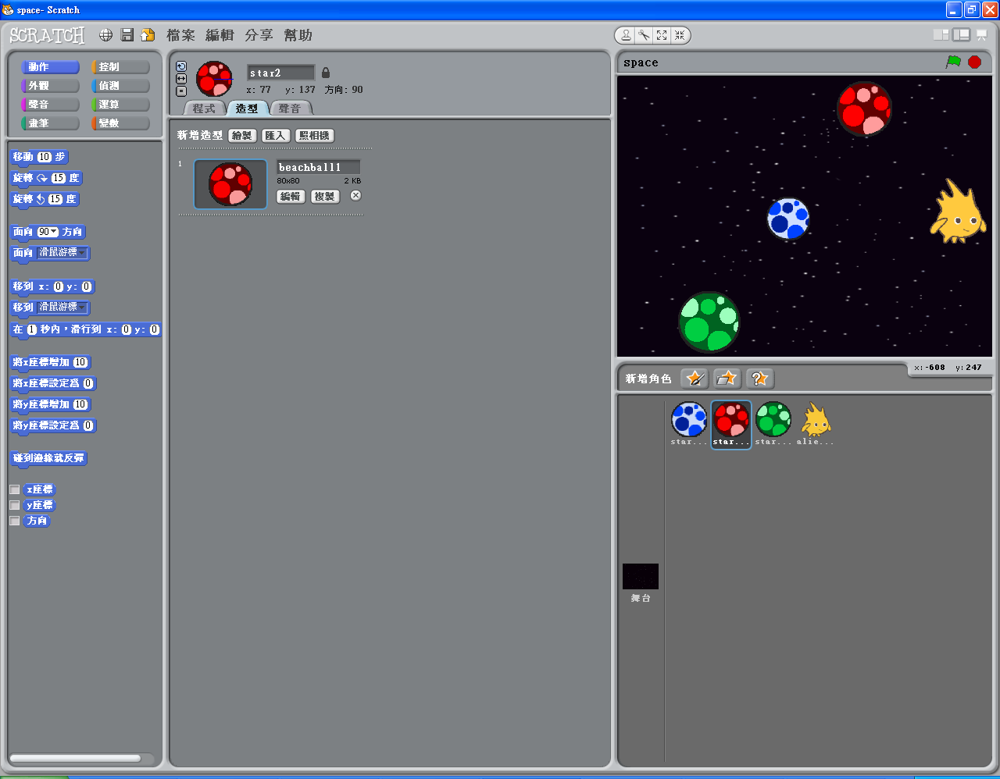 space- Scratch
SCRATCH 檔案 編輯 分享 幫助
動作 控制
外觀 偵測
聲音 運算
畫筆 變數
移動 10 步
旋轉 15 度
旋轉 15 度
面向 90 方向
面向 滑鼠游標
移到 x: 0 y: 0
移到 滑鼠游標
在 1 秒內，滑行到 x: 0 y: 0
將x座標增加 10
將x座標設定為 0
將y座標增加 10
將y座標設定為 0
碰到邊緣就反彈
x座標
y座標
方向
star2
x: 77 y: 137 方向: 90
程式 造型 聲音
新增造型 繪製 匯入 照相機
1
beachball1
80x80 2 KB
編輯 複製
space
x: -608 y: 247
新增角色
star... star... star... alie...
舞台